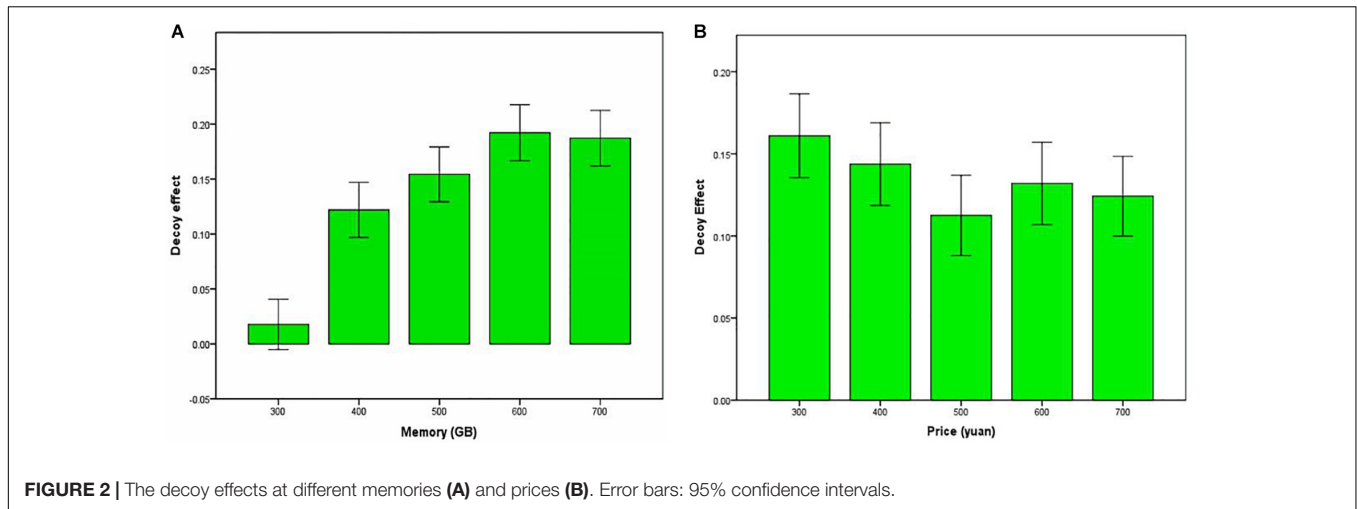 A
0.25
0.20
0.15
0.10
0.05
0.00
-0.05
Decoy effect
300 400 500 600 700
Memory (GB)
B
0.20
0.15
0.10
0.05
0.00
Decoy Effect
300 400 500 600 700
Price (yuan)
FIGURE 2 | The decoy effects at different memories (A) and prices (B). Error bars: 95% confidence intervals.